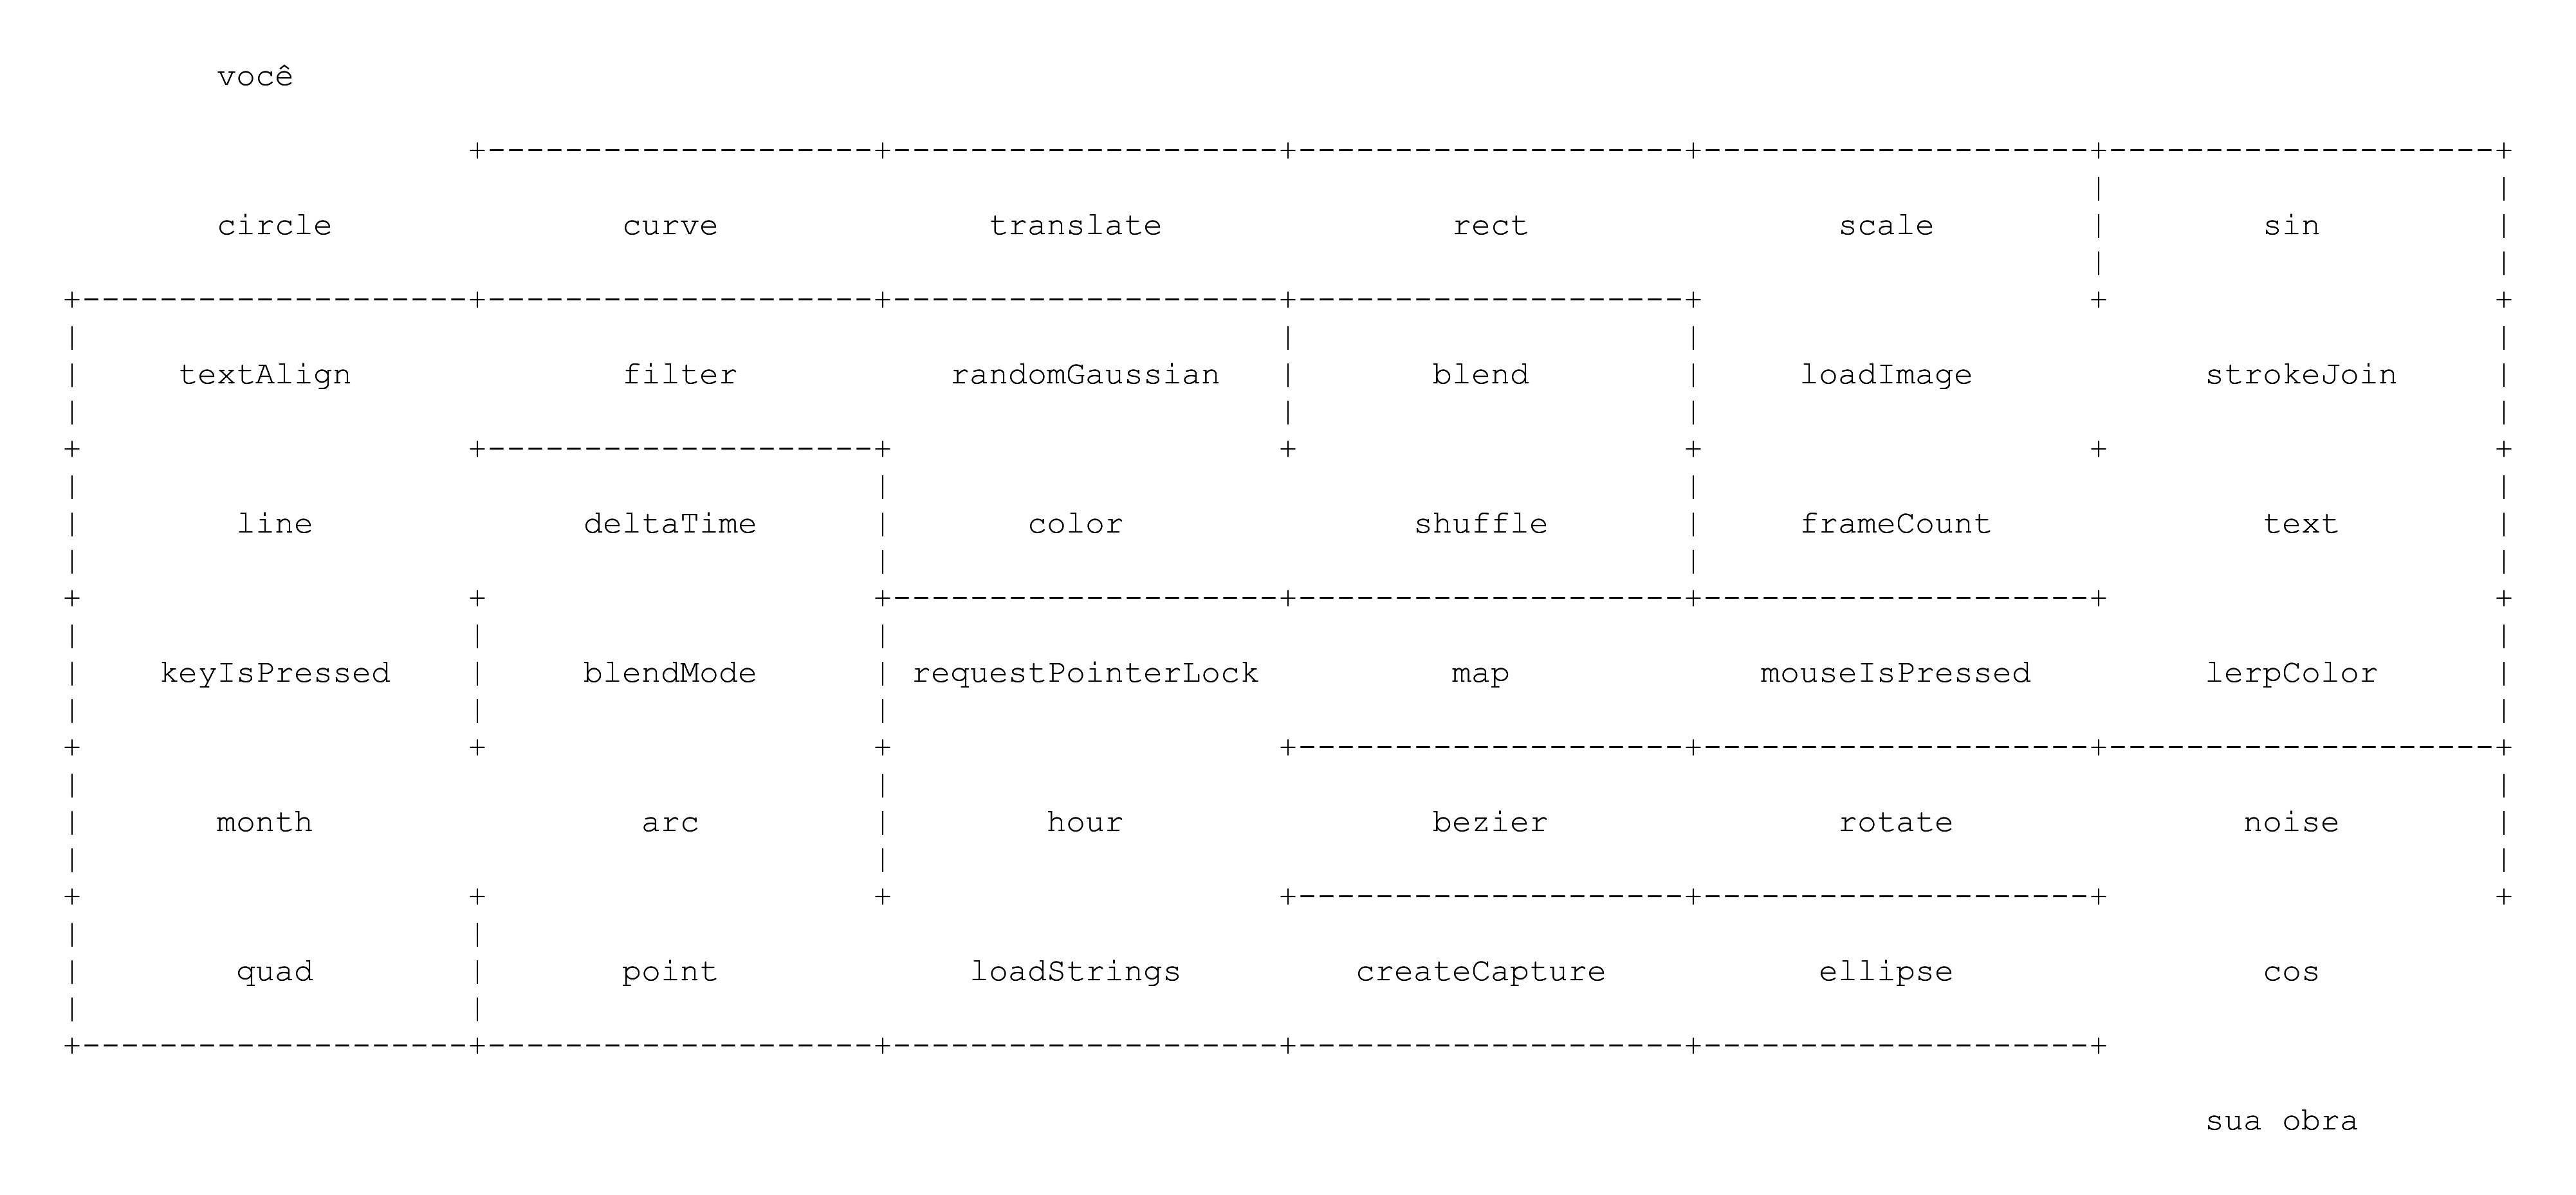 você
circle curve translate rect scale sin
textAlign filter randomGaussian blend loadImage strokeJoin
line deltaTime color shuffle frameCount text
keyIsPressed blendMode requestPointerLock map mouseIsPressed lerpColor
month arc hour bezier rotate noise
quad point loadStrings createCapture ellipse cos
sua obra